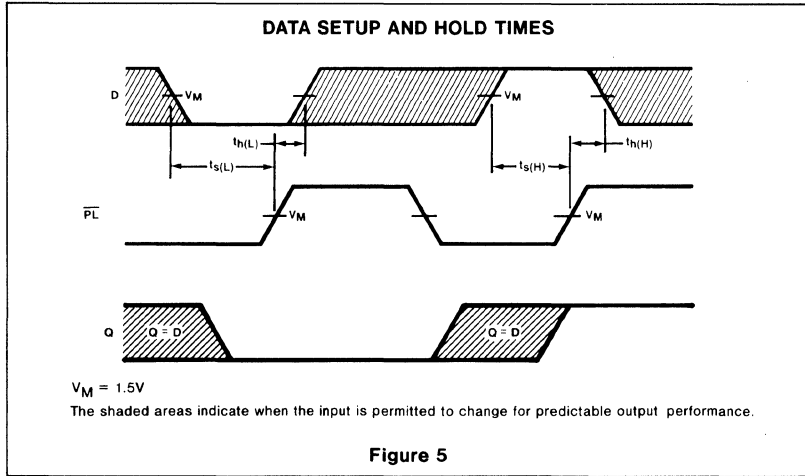 DATA SETUP AND HOLD TIMES
D
VM
VM
th(L)
th(H)
ts(L)
ts(H)
PL
VM
VM
Q
Q = D
Q = D
VM = 1.5V
The shaded areas indicate when the input is permitted to change for predictable output performance.
Figure 5